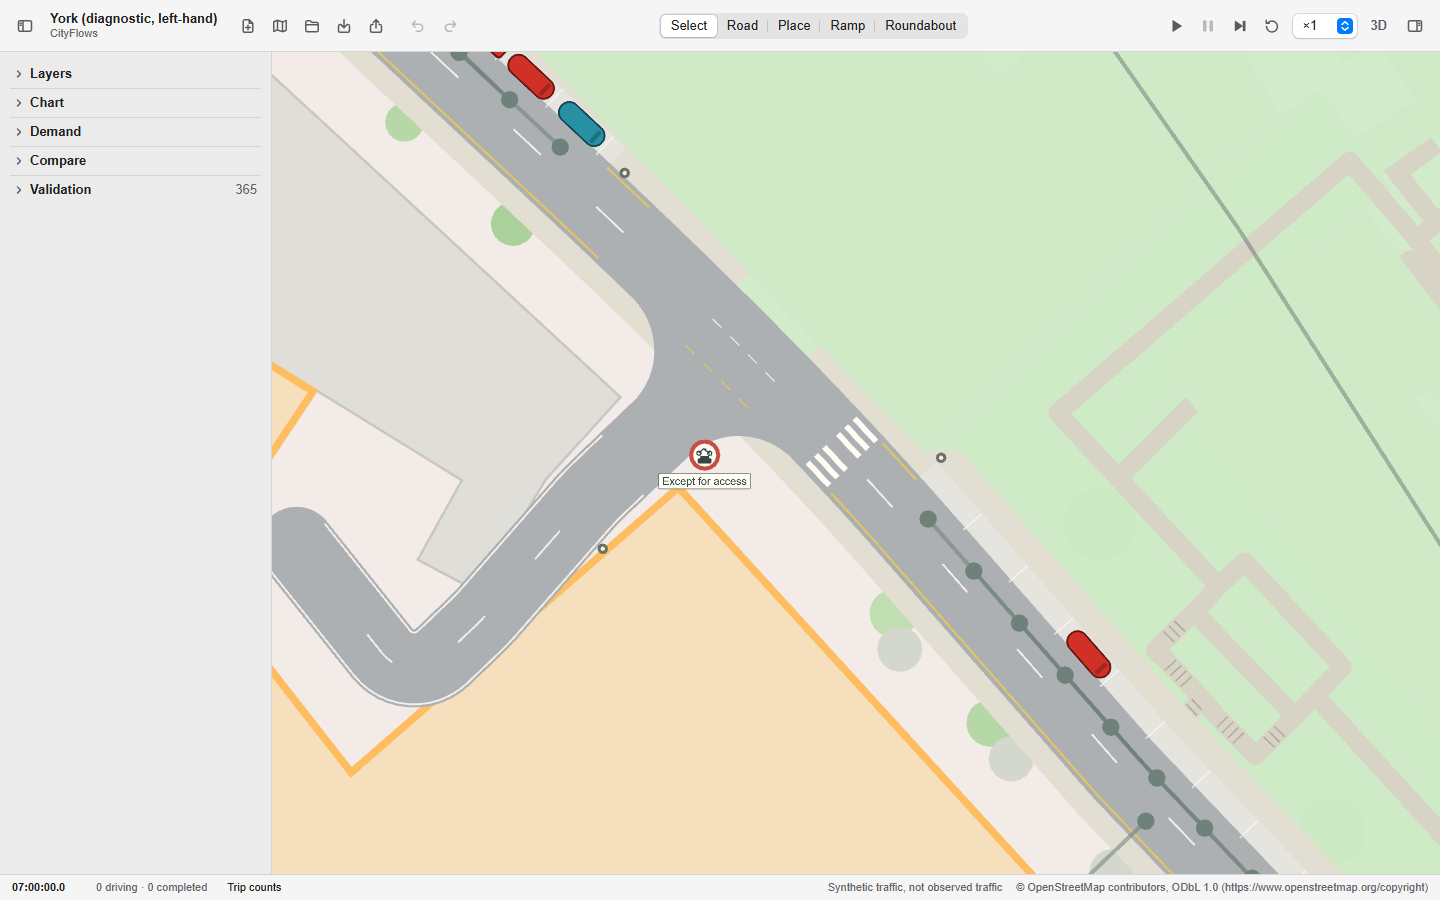 York (diagnostic, left-hand)
CityFlows
Select
Road
Place
Ramp
Roundabout
×1
3D
Layers
Chart
Demand
Compare
Validation 365
Except for access
07:00:00.0
0 driving · 0 completed
Trip counts
Synthetic traffic, not observed traffic
© OpenStreetMap contributors, ODbL 1.0 (https://www.openstreetmap.org/copyright)